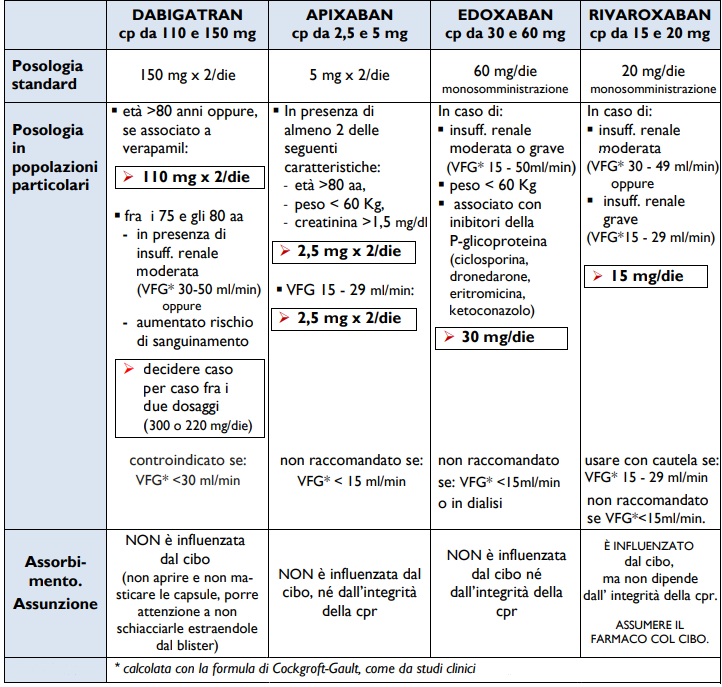 DABIGATRAN
cp da 110 e 150 mg
APIXABAN
cp da 2,5 e 5 mg
EDOXABAN
cp da 30 e 60 mg
RIVAROXABAN
cp da 15 e 20 mg
Posologia
standard
150 mg x 2/die
5 mg x 2/die
60 mg/die
monosomministrazione
20 mg/die
monosomministrazione
Posologia
in
popolazioni
particolari
▪ età >80 anni oppure,
se associato a
verapamil:
➢ 110 mg x 2/die
▪ fra i 75 e gli 80 aa
- in presenza di
insuff. renale
moderata
(VFG* 30-50 ml/min)
oppure
- aumentato rischio
di sanguinamento
➢ decidere caso
per caso fra i
due dosaggi
(300 o 220 mg/die)
controindicato se:
VFG* <30 ml/min
▪ In presenza di
almeno 2 delle
seguenti
caratteristiche:
- età >80 aa,
- peso < 60 Kg,
- creatinina >1,5 mg/dl
➢ 2,5 mg x 2/die
▪ VFG 15 - 29 ml/min:
➢ 2,5 mg x 2/die
non raccomandato se:
VFG* < 15 ml/min
In caso di:
▪ insuff. renale
moderata o grave
(VFG* 15 - 50ml/min)
▪ peso < 60 Kg
▪ associato con
inibitori della
P-glicoproteina
(ciclosporina,
dronedarone,
eritromicina,
ketoconazolo)
➢ 30 mg/die
non raccomandato
se: VFG* <15ml/min
o in dialisi
In caso di:
▪ insuff. renale
moderata
(VFG* 30 - 49 ml/min)
oppure
▪ insuff. renale
grave
(VFG*15 - 29 ml/min)
➢ 15 mg/die
usare con cautela se:
VFG* 15 - 29 ml/min
non raccomandato
se VFG*<15ml/min.
Assorbi-
mento.
Assunzione
NON è influenzata
dal cibo
(non aprire e non ma-
sticare le capsule, porre
attenzione a non
schiacciarle estraendole
dal blister)
NON è influenzata dal
cibo, né dall'integrità
della cpr
NON è influenzata
dal cibo né
dall'integrità della
cpr
È INFLUENZATO
dal cibo,
ma non dipende
dall' integrità della cpr.
ASSUMERE IL
FARMACO COL CIBO.
* calcolata con la formula di Cockgroft-Gault, come da studi clinici